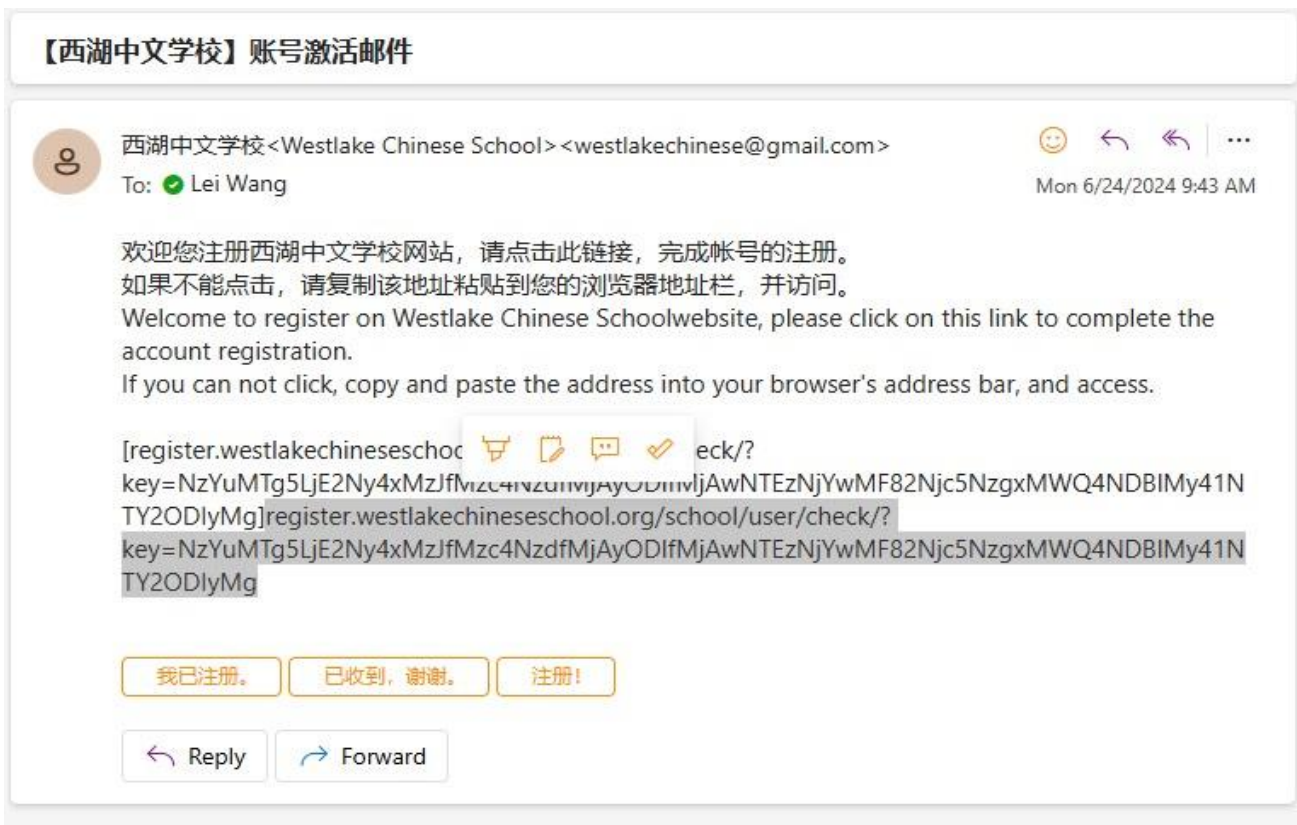 【西湖中文学校】账号激活邮件
西湖中文学校<Westlake Chinese School><westlakechinese@gmail.com>
To: Lei Wang
Mon 6/24/2024 9:43 AM
欢迎您注册西湖中文学校网站，请点击此链接，完成帐号的注册。
如果不能点击，请复制该地址粘贴到您的浏览器地址栏，并访问。
Welcome to register on Westlake Chinese Schoolwebsite, please click on this link to complete the
account registration.
If you can not click, copy and paste the address into your browser's address bar, and access.
[register.westlakechineseschoo eck/?
key=NzYuMTg5LjE2Ny4xMzJfMzc4NzdfMjAyODIfMjAwNTEzNjYwMF82Njc5NzgxMWQ4NDBlMy41N
TY2ODIyMg]register.westlakechineseschool.org/school/user/check/?
key=NzYuMTg5LjE2Ny4xMzJfMzc4NzdfMjAyODIfMjAwNTEzNjYwMF82Njc5NzgxMWQ4NDBlMy41N
TY2ODIyMg
我已注册。 已收到，谢谢。 注册！
Reply Forward